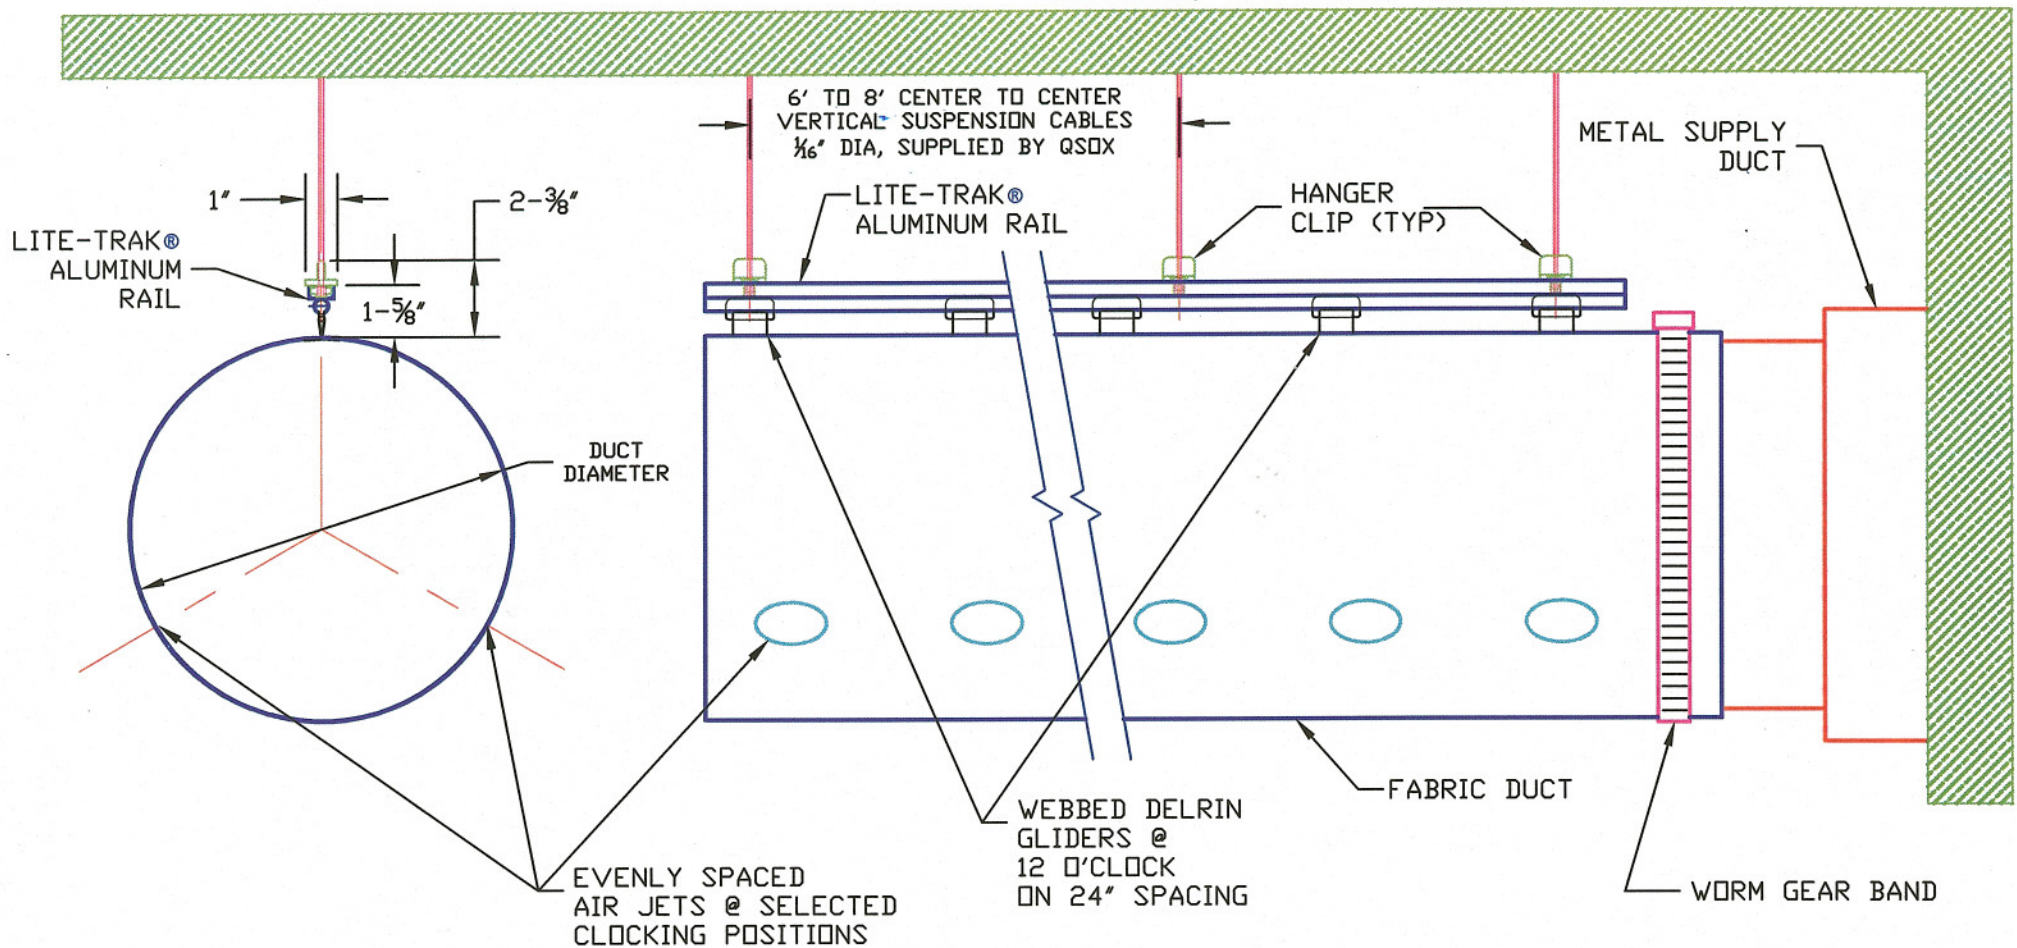 6' TO 8' CENTER TO CENTER
VERTICAL SUSPENSION CABLES
1/16" DIA, SUPPLIED BY QSOX
METAL SUPPLY
DUCT
1"
2-3/8"
LITE-TRAK®
ALUMINUM RAIL
HANGER
CLIP (TYP)
LITE-TRAK®
ALUMINUM
RAIL
1-5/8"
DUCT
DIAMETER
FABRIC DUCT
WEBBED DELRIN
GLIDERS @
12 O'CLOCK
ON 24" SPACING
EVENLY SPACED
AIR JETS @ SELECTED
CLOCKING POSITIONS
WORM GEAR BAND